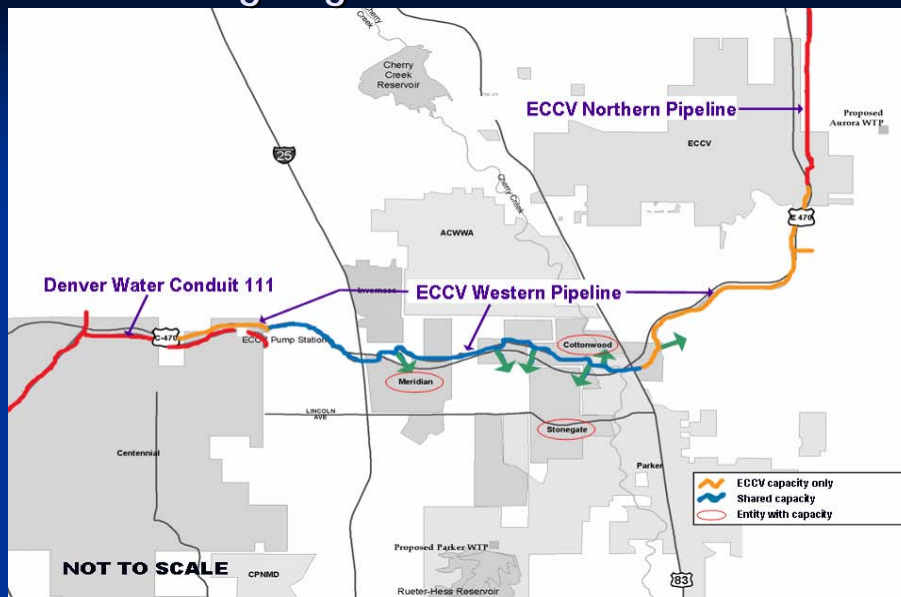 Cherry
Creek
Cherry
Creek
Reservoir
ECCV Northern Pipeline
Proposed
Aurora WTP
ECCV
25
Cherry Creek
E 470
ACWWA
Denver Water Conduit 111
Inverness
ECCV Western Pipeline
C-470
Pump Station
Cottonwood
Meridian
LINCOLN
AVE
Stonegate
Centennial
Parker
ECCV capacity only
Shared capacity
Entity with capacity
Proposed Parker WTP
NOT TO SCALE
CPNMD
83
Rueter-Hess Reservoir